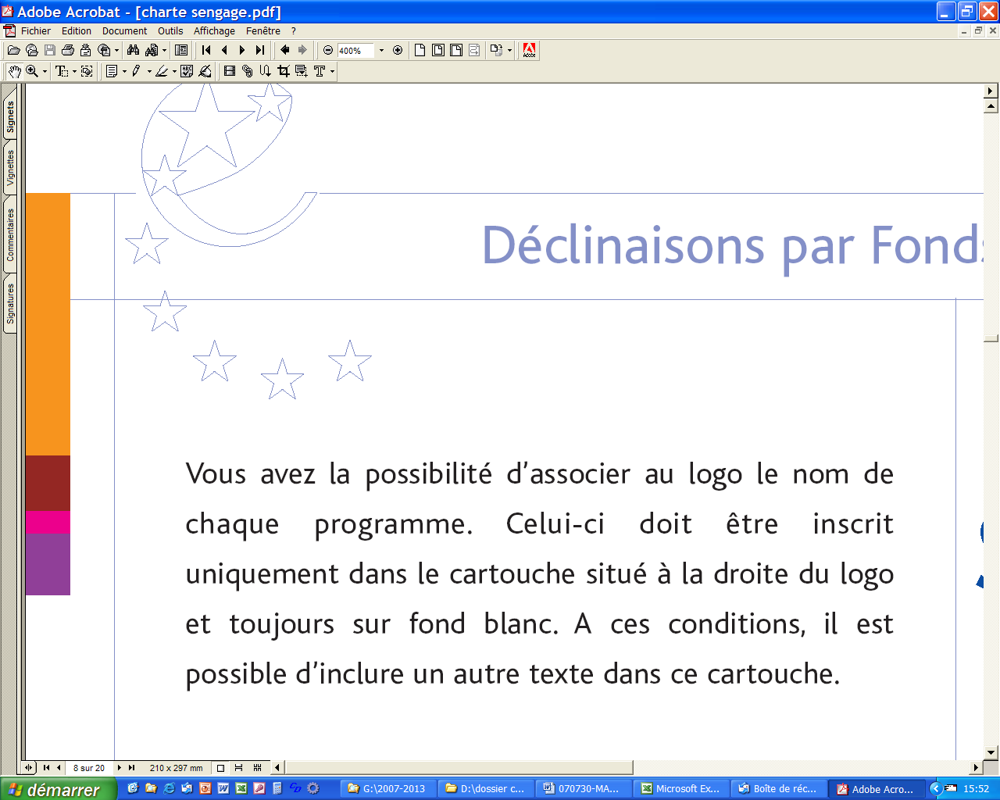 Adobe Acrobat - [charte sengage.pdf]
Fichier Edition Document Outils Affichage Fenêtre ?
400%
Adobe
Signets
Vignettes
Commentaires
Signatures
Déclinaisons par Fonds
Vous avez la possibilité d’associer au logo le nom de
chaque programme. Celui-ci doit être inscrit
uniquement dans le cartouche situé à la droite du logo
et toujours sur fond blanc. A ces conditions, il est
possible d’inclure un autre texte dans ce cartouche.
8 sur 20 210 x 297 mm
démarrer G:\2007-2013 D:\dossier c... 070730-MA... Microsoft Ex... Boîte de réc... Adobe Acro... 15:52